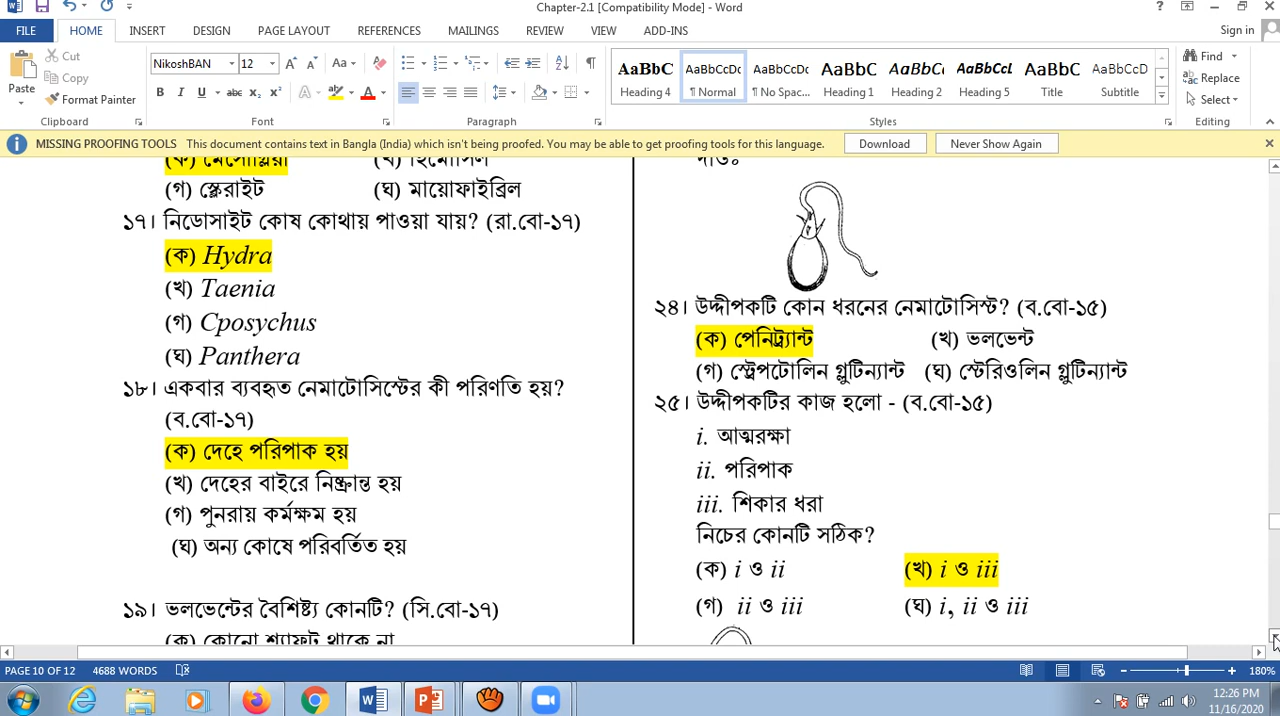 Chapter-2.1 [Compatibility Mode] - Word
FILE HOME INSERT DESIGN PAGE LAYOUT REFERENCES MAILINGS REVIEW VIEW ADD-INS Sign in
Cut
Copy
Format Painter
Paste
Clipboard
NikoshBAN 12
Font
Paragraph
AaBbC AaBbCcDc AaBbCcDc AaBbC AaBbCc AaBbCcl AaBbC AaBbCcD
Heading 4 ¶ Normal ¶ No Spac... Heading 1 Heading 2 Heading 5 Title Subtitle
Styles
Find
Replace
Select
Editing
MISSING PROOFING TOOLS This document contains text in Bangla (India) which isn't being proofed. You may be able to get proofing tools for this language. Download Never Show Again
(গ) স্ক্লেরাইট (ঘ) মায়োফাইব্রিল
১৭। নিডোসাইট কোষ কোথায় পাওয়া যায়? (রা.বো-১৭)
(ক) Hydra
(খ) Taenia
(গ) Cposychus
(ঘ) Panthera
১৮। একবার ব্যবহৃত নেমাটোসিস্টের কী পরিণতি হয়?
(ব.বো-১৭)
(ক) দেহে পরিপাক হয়
(খ) দেহের বাইরে নিষ্ক্রান্ত হয়
(গ) পুনরায় কর্মক্ষম হয়
(ঘ) অন্য কোষে পরিবর্তিত হয়
১৯। ভলভেন্টের বৈশিষ্ট্য কোনটি? (সি.বো-১৭)
(ক) কোনো শ্যাফট থাকে না
দাওঃ
২৪। উদ্দীপকটি কোন ধরনের নেমাটোসিস্ট? (ব.বো-১৫)
(ক) পেনিট্র্যান্ট (খ) ভলভেন্ট
(গ) স্ট্রেপটোলিন গ্লুটিন্যান্ট (ঘ) স্টেরিওলিন গ্লুটিন্যান্ট
২৫। উদ্দীপকটির কাজ হলো - (ব.বো-১৫)
i. আত্মরক্ষা
ii. পরিপাক
iii. শিকার ধরা
নিচের কোনটি সঠিক?
(ক) i ও ii (খ) i ও iii
(গ) ii ও iii (ঘ) i, ii ও iii
PAGE 10 OF 12 4688 WORDS 180%
12:26 PM
11/16/2020